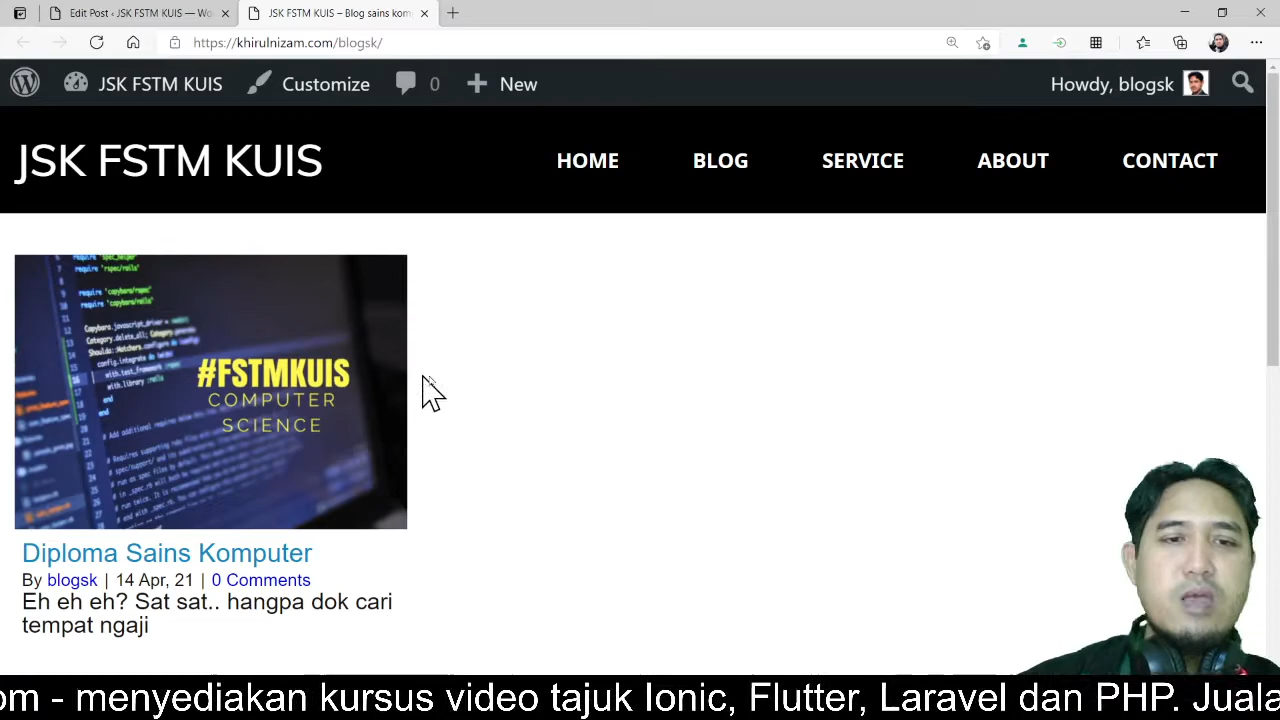 Edit Post ‹ JSK FSTM KUIS — Wo
JSK FSTM KUIS – Blog sains kom
https://khirulnizam.com/blogsk/
JSK FSTM KUIS
Customize
0
New
Howdy, blogsk
JSK FSTM KUIS
HOME
BLOG
SERVICE
ABOUT
CONTACT
#FSTMKUIS
COMPUTER
SCIENCE
Diploma Sains Komputer
By blogsk | 14 Apr, 21 | 0 Comments
Eh eh eh? Sat sat.. hangpa dok cari
tempat ngaji
om - menyediakan kursus video tajuk Ionic, Flutter, Laravel dan PHP. Juala